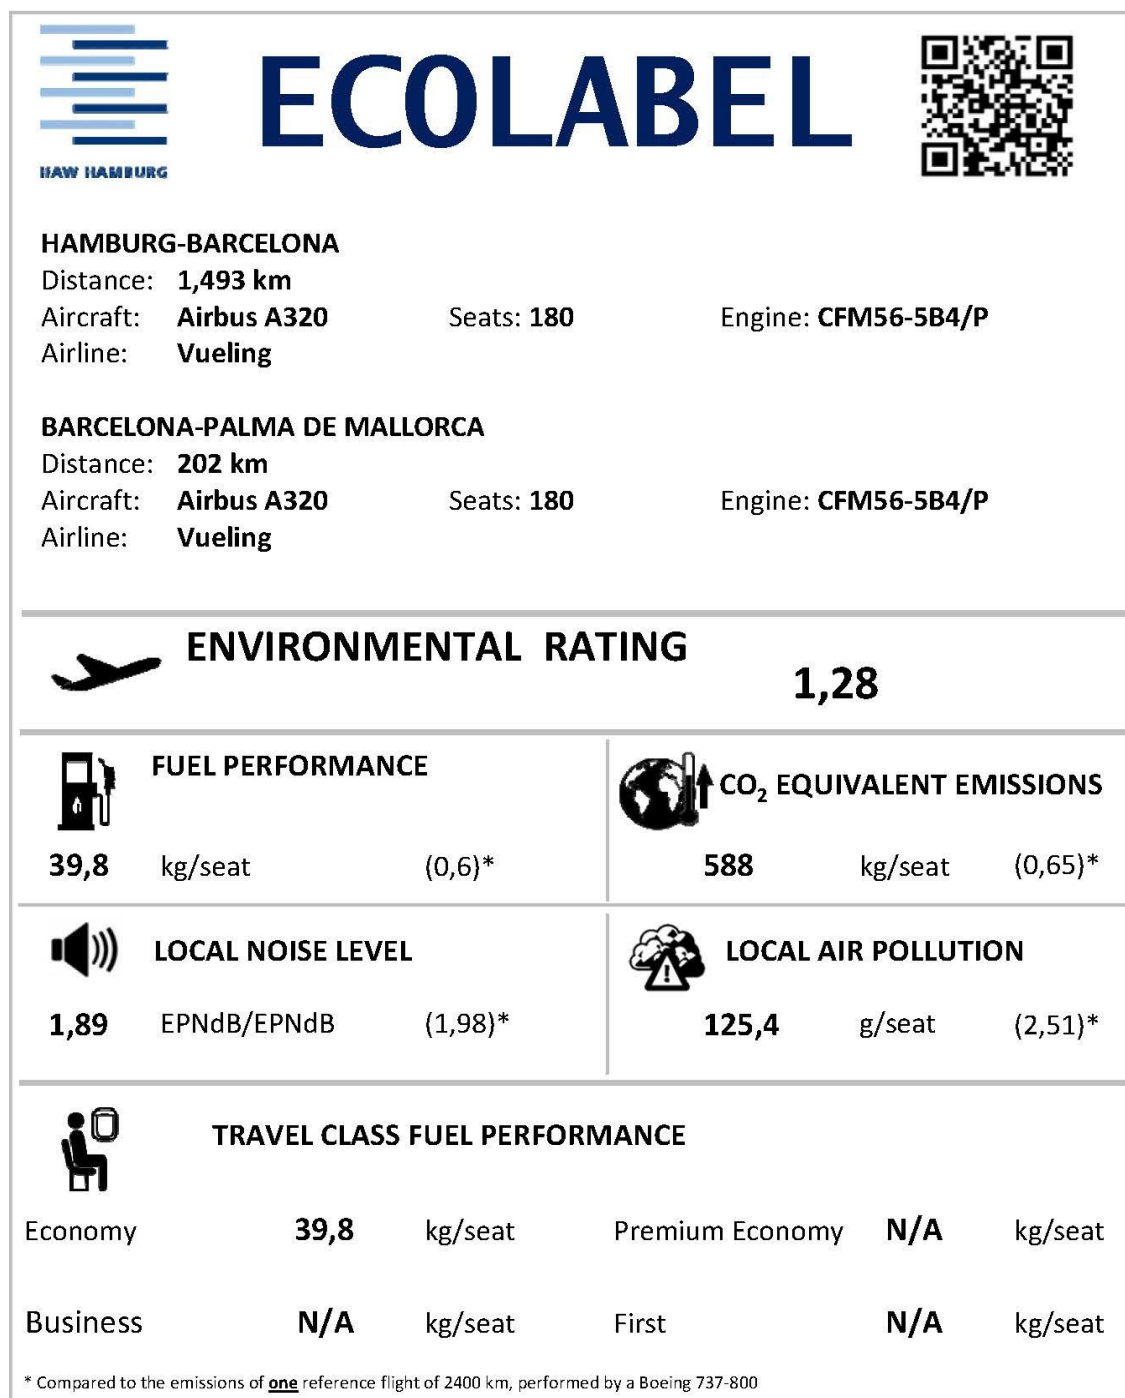 HAW HAMBURG
ECOLABEL
HAMBURG-BARCELONA
Distance: 1,493 km
Aircraft: Airbus A320 Seats: 180 Engine: CFM56-5B4/P
Airline: Vueling
BARCELONA-PALMA DE MALLORCA
Distance: 202 km
Aircraft: Airbus A320 Seats: 180 Engine: CFM56-5B4/P
Airline: Vueling
ENVIRONMENTAL RATING
1,28
FUEL PERFORMANCE
39,8 kg/seat (0,6)*
CO₂ EQUIVALENT EMISSIONS
588 kg/seat (0,65)*
LOCAL NOISE LEVEL
1,89 EPNdB/EPNdB (1,98)*
LOCAL AIR POLLUTION
125,4 g/seat (2,51)*
TRAVEL CLASS FUEL PERFORMANCE
Economy 39,8 kg/seat Premium Economy N/A kg/seat
Business N/A kg/seat First N/A kg/seat
* Compared to the emissions of one reference flight of 2400 km, performed by a Boeing 737-800